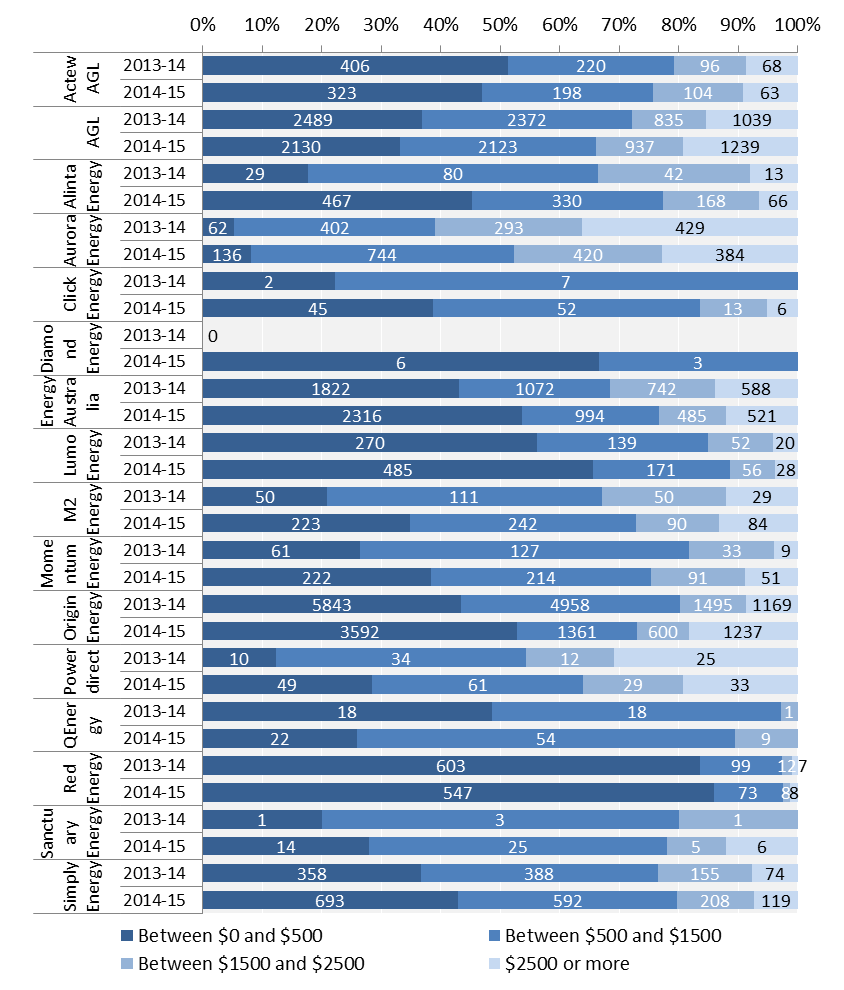 0% 10% 20% 30% 40% 50% 60% 70% 80% 90% 100%
Actew AGL
2013-14 406 220 96 68
2014-15 323 198 104 63
AGL
2013-14 2489 2372 835 1039
2014-15 2130 2123 937 1239
Alinta Energy
2013-14 29 80 42 13
2014-15 467 330 168 66
Aurora Energy
2013-14 62 402 293 429
2014-15 136 744 420 384
Click Energy
2013-14 2 7
2014-15 45 52 13 6
Diamo nd Energy
2013-14 0
2014-15 6 3
Energy Austra lia
2013-14 1822 1072 742 588
2014-15 2316 994 485 521
Lumo Energy
2013-14 270 139 52 20
2014-15 485 171 56 28
M2 Energy
2013-14 50 111 50 29
2014-15 223 242 90 84
Mome ntum Energy
2013-14 61 127 33 9
2014-15 222 214 91 51
Origin Energy
2013-14 5843 4958 1495 1169
2014-15 3592 1361 600 1237
Power direct
2013-14 10 34 12 25
2014-15 49 61 29 33
QEner gy
2013-14 18 18 1
2014-15 22 54 9
Red Energy
2013-14 603 99 12 7
2014-15 547 73 8 8
Sanctu ary Energy
2013-14 1 3 1
2014-15 14 25 5 6
Simply Energy
2013-14 358 388 155 74
2014-15 693 592 208 119
Between $0 and $500 Between $500 and $1500
Between $1500 and $2500 $2500 or more